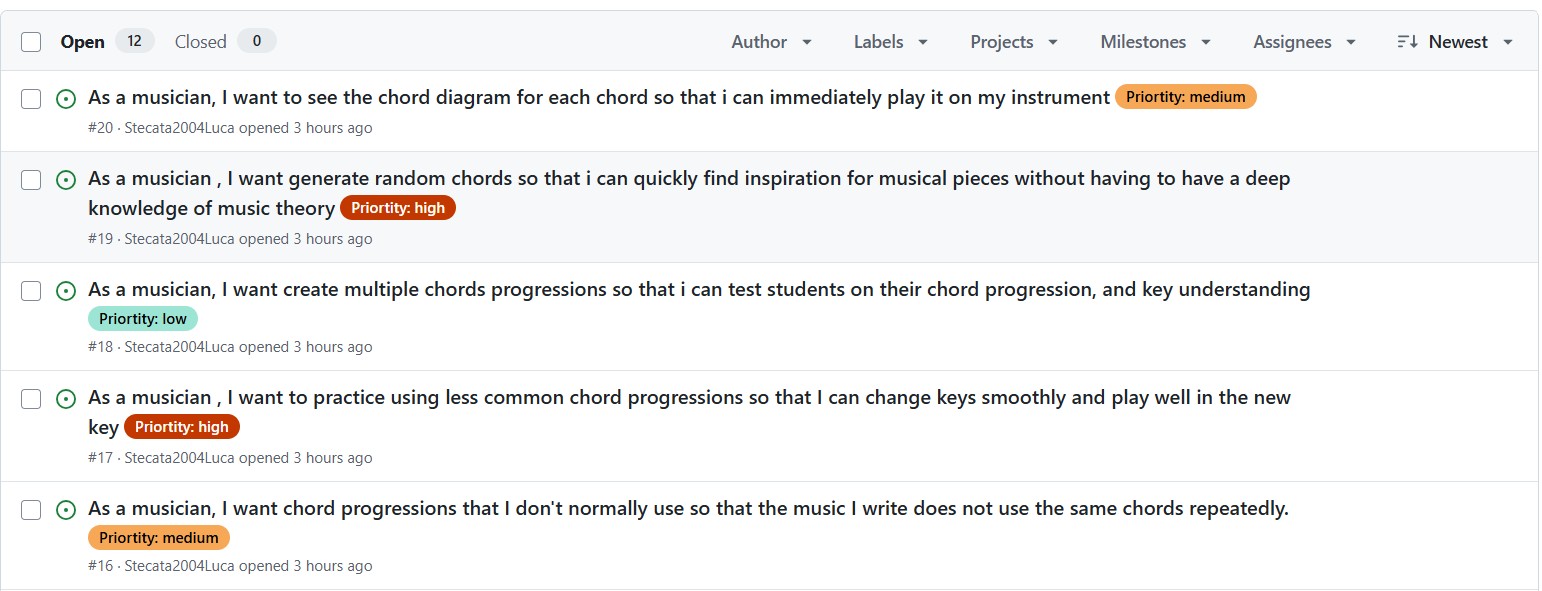 Open 12 Closed 0 Author Labels Projects Milestones Assignees Newest
As a musician, I want to see the chord diagram for each chord so that i can immediately play it on my instrument Priortity: medium
#20 · Stecata2004Luca opened 3 hours ago
As a musician , I want generate random chords so that i can quickly find inspiration for musical pieces without having to have a deep
knowledge of music theory Priortity: high
#19 · Stecata2004Luca opened 3 hours ago
As a musician, I want create multiple chords progressions so that i can test students on their chord progression, and key understanding
Priortity: low
#18 · Stecata2004Luca opened 3 hours ago
As a musician , I want to practice using less common chord progressions so that I can change keys smoothly and play well in the new
key Priortity: high
#17 · Stecata2004Luca opened 3 hours ago
As a musician, I want chord progressions that I don't normally use so that the music I write does not use the same chords repeatedly.
Priortity: medium
#16 · Stecata2004Luca opened 3 hours ago